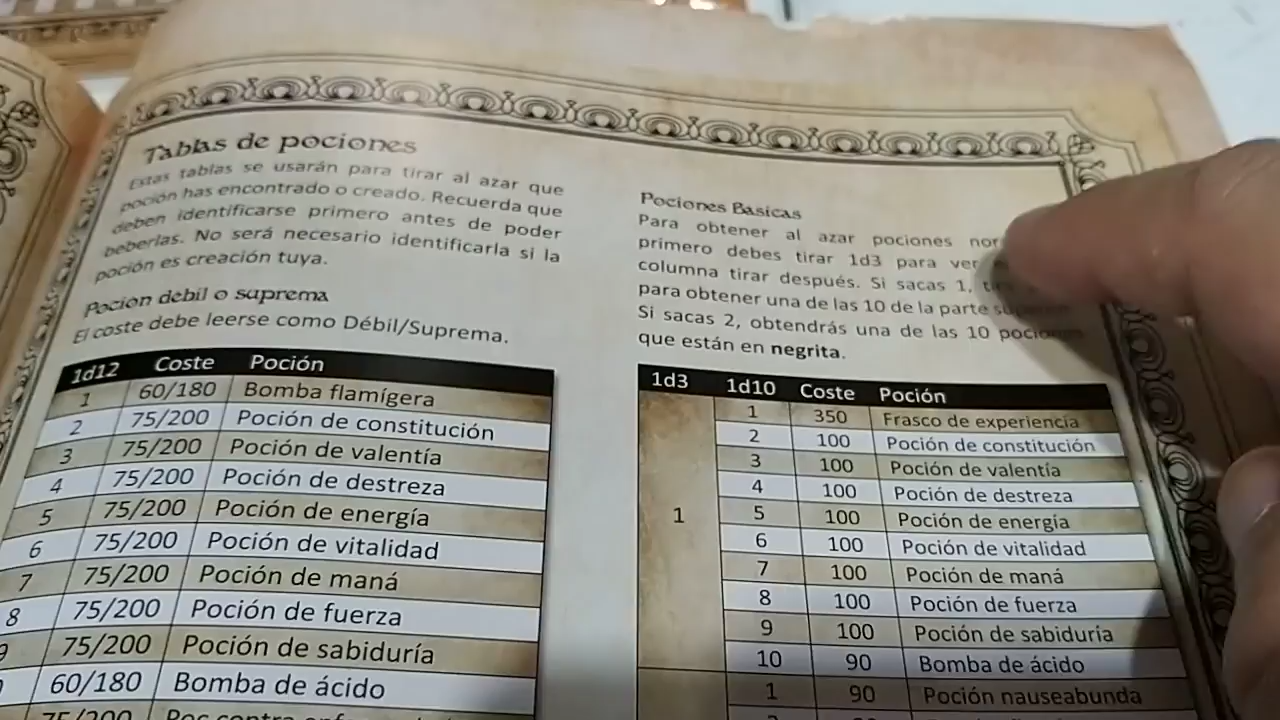 Tablas de pociones
Estas tablas se usarán para tirar al azar que
poción has encontrado o creado. Recuerda que
deben identificarse primero antes de poder
beberlas. No será necesario identificarla si la
poción es creación tuya.
Poción débil o suprema
El coste debe leerse como Débil/Suprema.
1d12 Coste Poción
1 60/180 Bomba flamígera
2 75/200 Poción de constitución
3 75/200 Poción de valentía
4 75/200 Poción de destreza
5 75/200 Poción de energía
6 75/200 Poción de vitalidad
7 75/200 Poción de maná
8 75/200 Poción de fuerza
9 75/200 Poción de sabiduría
60/180 Bomba de ácido
75/200 Poc contra
Pociones Basicas
Para obtener al azar pociones
primero debes tirar 1d3 para ver
columna tirar después. Si sacas 1,
para obtener una de las 10 de la parte
Si sacas 2, obtendrás una de las 10
que están en negrita.
1d3 1d10 Coste Poción
1
1 350 Frasco de experiencia
2 100 Poción de constitución
3 100 Poción de valentía
4 100 Poción de destreza
5 100 Poción de energía
6 100 Poción de vitalidad
7 100 Poción de maná
8 100 Poción de fuerza
9 100 Poción de sabiduría
10 90 Bomba de ácido
1 90 Poción nauseabunda